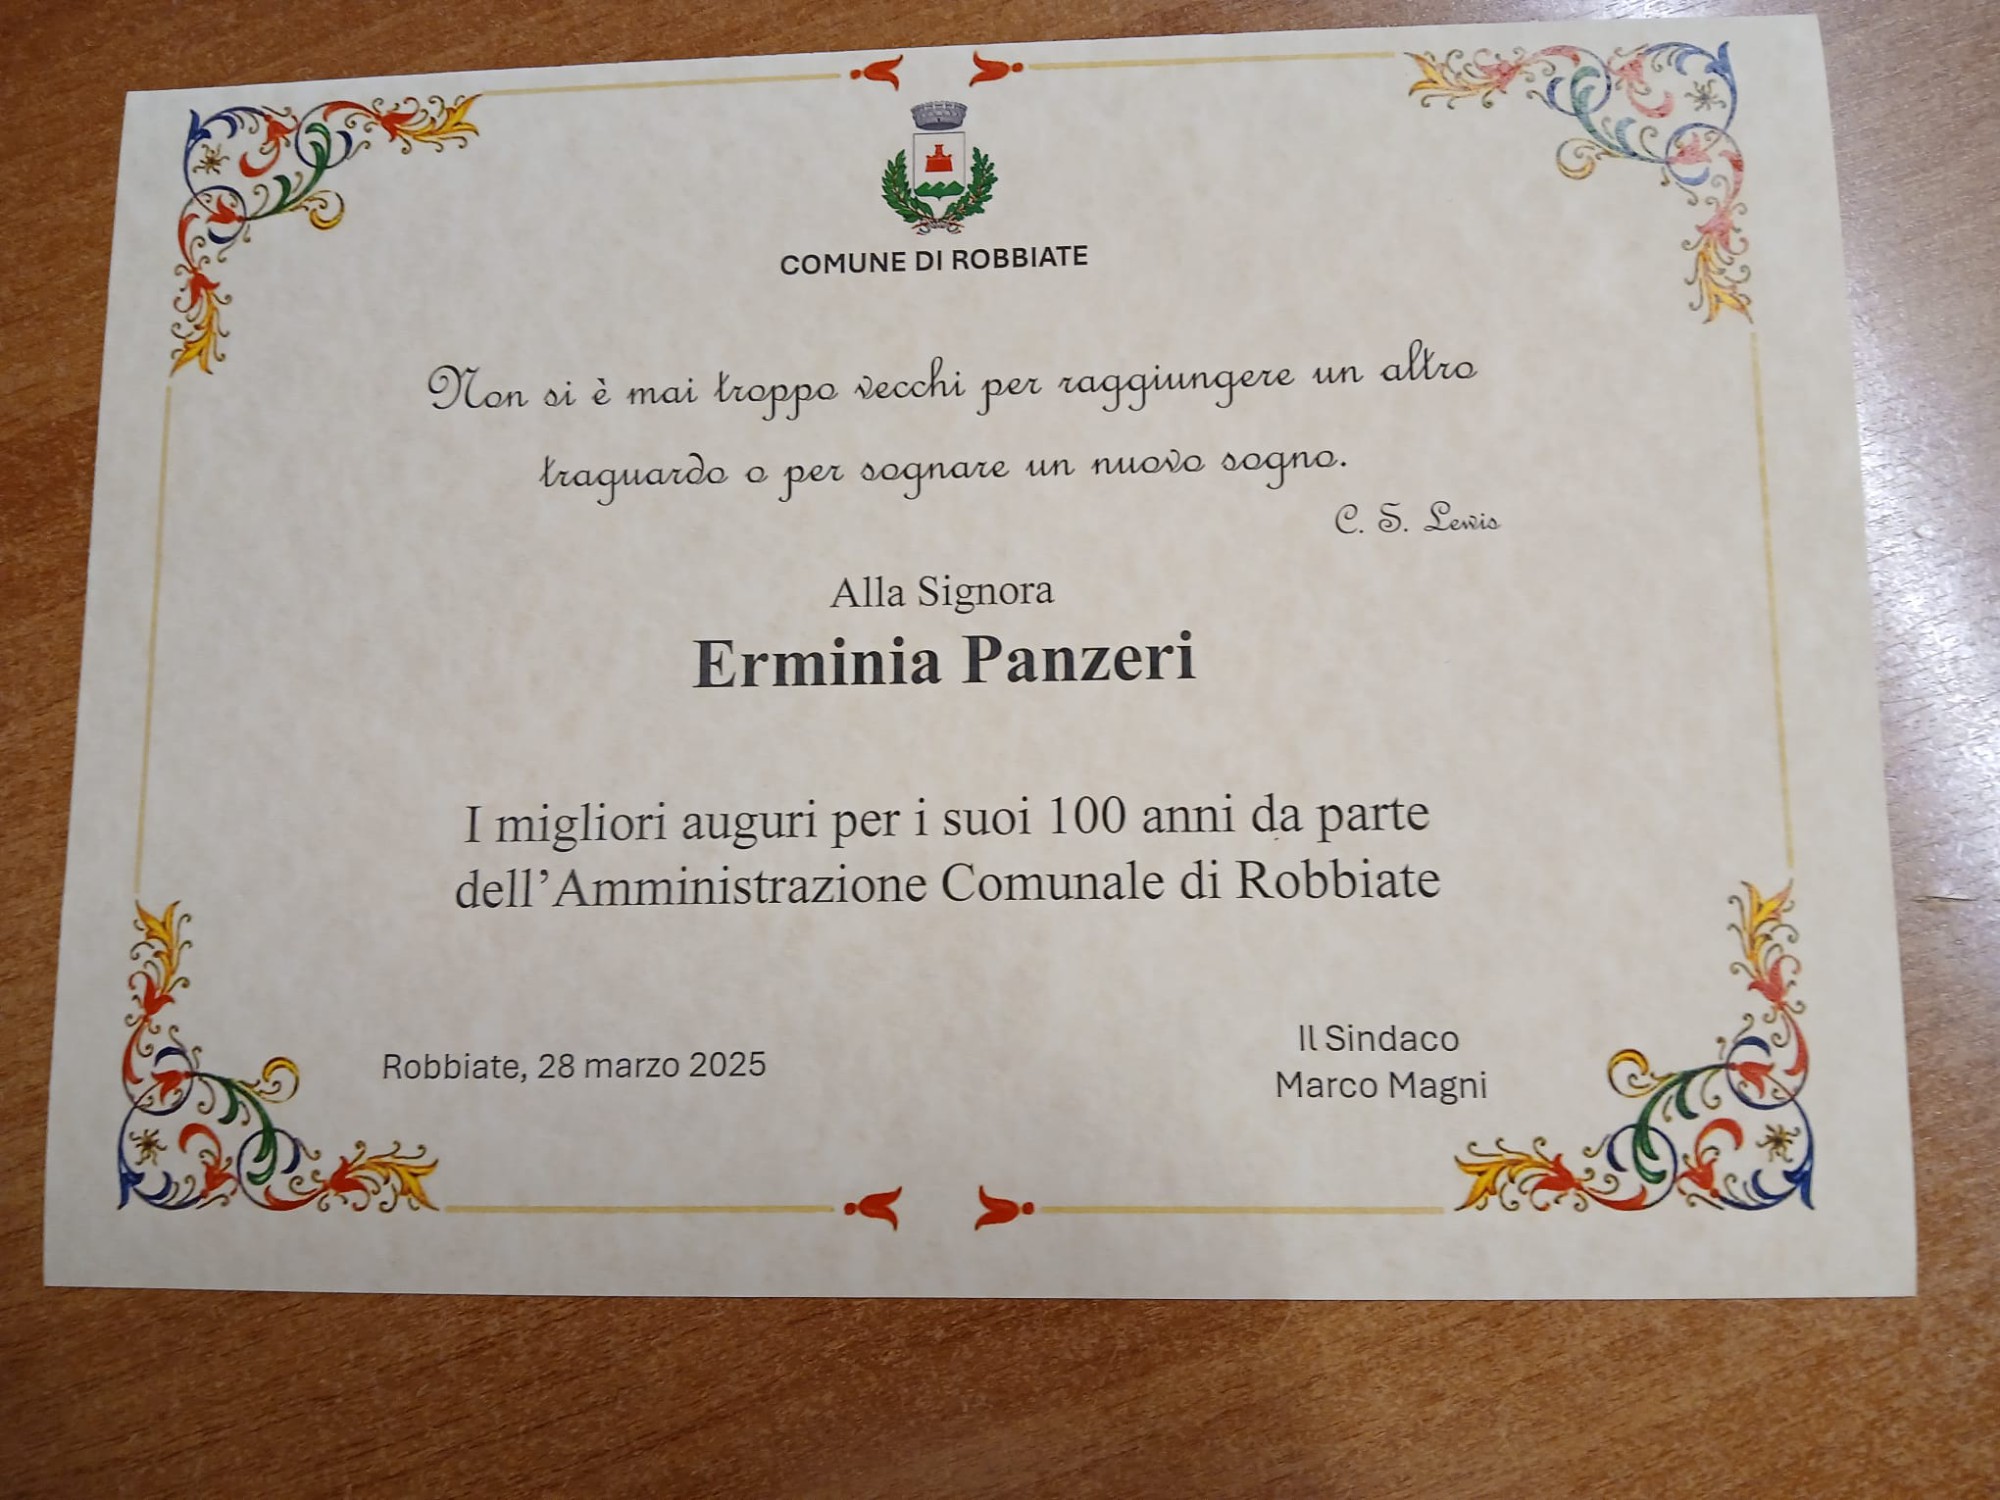 COMUNE DI ROBBIATE
Non si è mai troppo vecchi per raggiungere un altro
traguardo o per sognare un nuovo sogno.
C. S. Lewis
Alla Signora
Erminia Panzeri
I migliori auguri per i suoi 100 anni da parte
dell’Amministrazione Comunale di Robbiate
Robbiate, 28 marzo 2025
Il Sindaco
Marco Magni